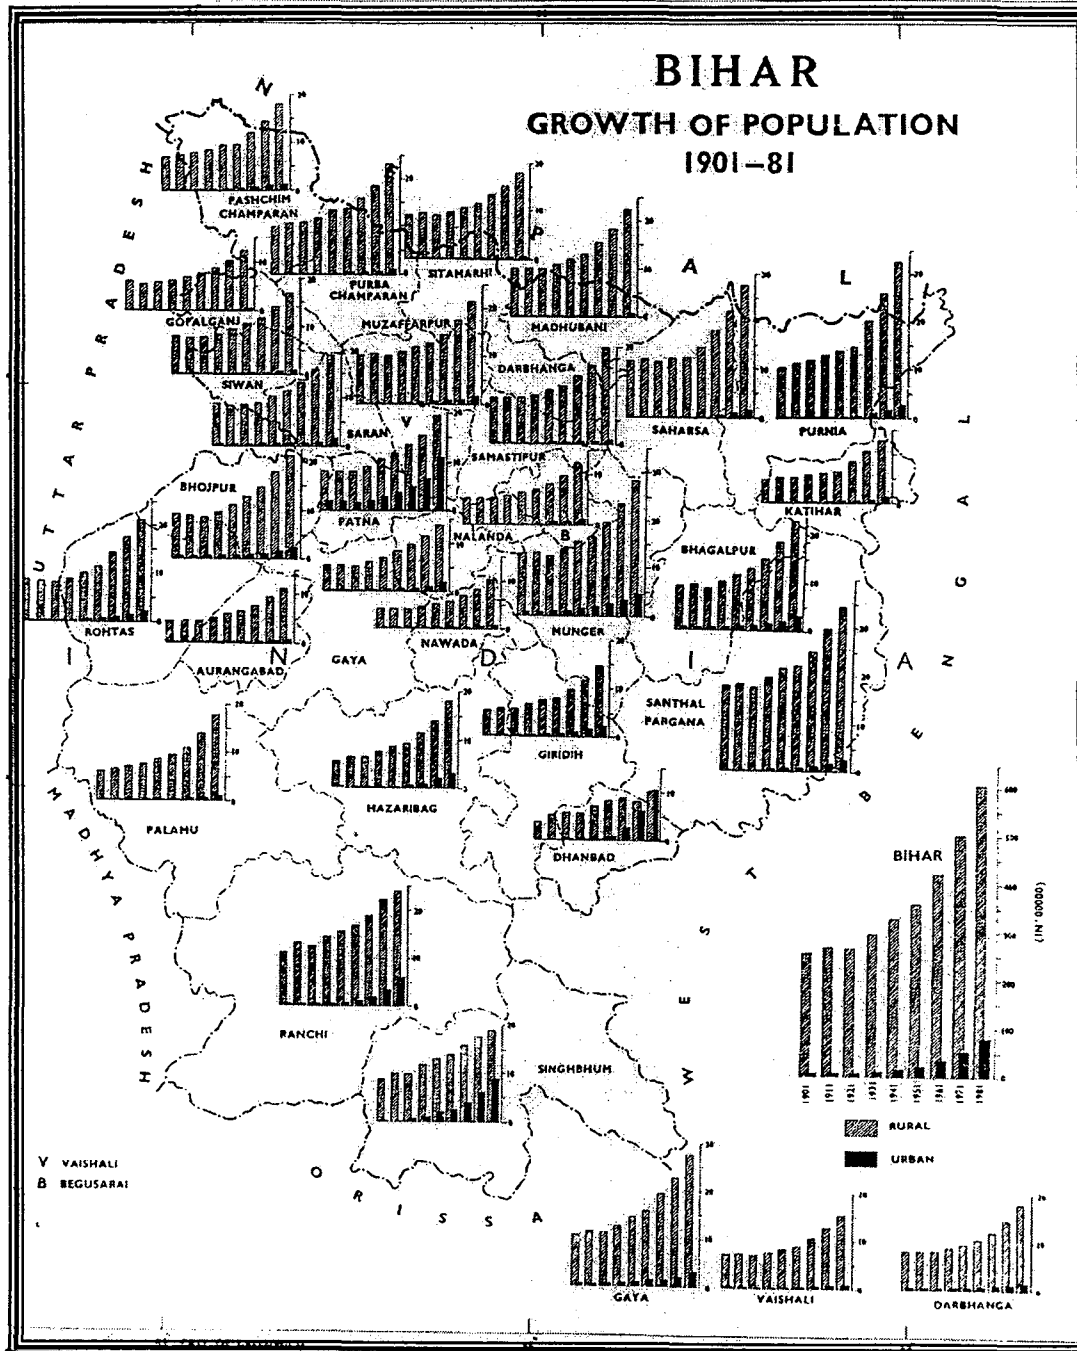 BIHAR
GROWTH OF POPULATION
1901–81
N
E
P
A
L
UTTAR PRADESH
MADHYA PRADESH
ORISSA
WEST BENGAL
INDIA
PASHCHIM
CHAMPARAN
PURBA
CHAMPARAN
SITAMARHI
MADHUBANI
GOPALGANJ
SIWAN
MUZAFFARPUR
DARBHANGA
SAHARSA
PURNIA
SARAN
V
SAMASTIPUR
KATIHAR
BHOJPUR
PATNA
NALANDA
B
BHAGALPUR
ROHTAS
AURANGABAD
GAYA
NAWADA
MUNGER
SANTHAL
PARGANA
GIRIDIH
PALAMU
HAZARIBAG
DHANBAD
RANCHI
SINGHBHUM
BIHAR
1901 1911 1921 1931 1941 1951 1961 1971 1981
RURAL
URBAN
V VAISHALI
B BEGUSARAI
GAYA
VAISHALI
DARBHANGA